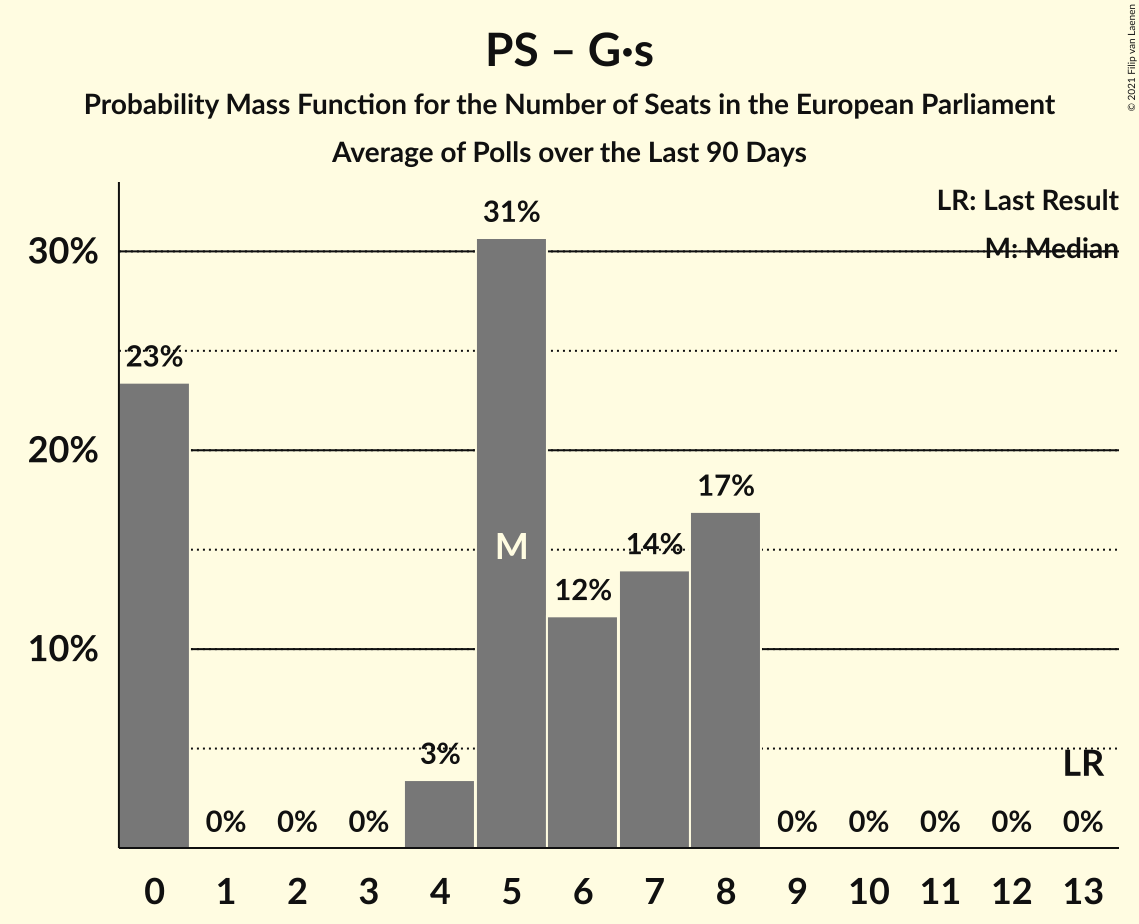 PS – G·s
Probability Mass Function for the Number of Seats in the European Parliament
Average of Polls over the Last 90 Days
© 2021 Filip van Laenen
LR: Last Result
M: Median
30%
20%
10%
23%
0%
0%
0%
3%
31%
M
12%
14%
17%
0%
0%
0%
0%
LR
0%
0 1 2 3 4 5 6 7 8 9 10 11 12 13